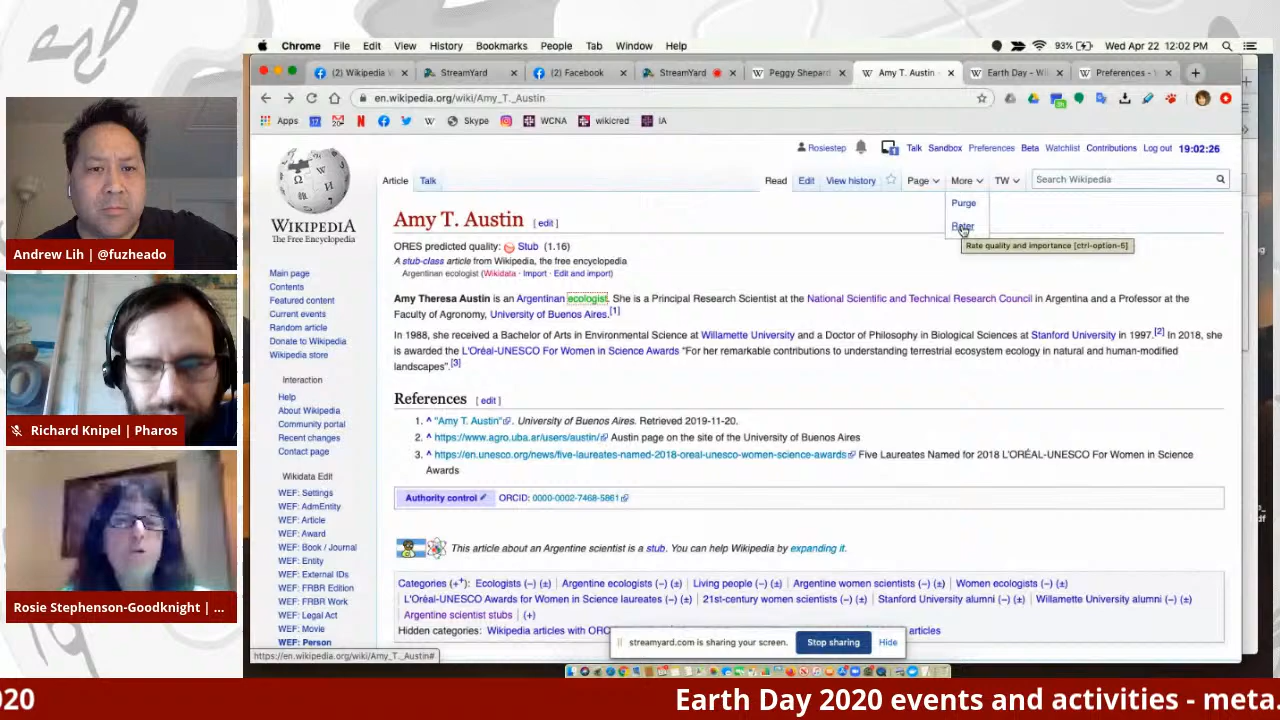 Chrome File Edit View History Bookmarks People Tab Window Help 93% Wed Apr 22 12:02 PM
(2) Wikipedia W StreamYard (2) Facebook StreamYard Peggy Shepard Amy T. Austin - Earth Day - Wi Preferences - W
en.wikipedia.org/wiki/Amy_T._Austin
Apps Skype WCNA wikicred IA
Rosiestep Talk Sandbox Preferences Beta Watchlist Contributions Log out 19:02:26
Article Talk Read Edit View history Page More TW Search Wikipedia
Purge
Rater
Rate quality and importance [ctrl-option-5]
WIKIPEDIA
The Free Encyclopedia
Main page
Contents
Featured content
Current events
Random article
Donate to Wikipedia
Wikipedia store
Interaction
Help
About Wikipedia
Community portal
Recent changes
Contact page
Wikidata Edit
WEF: Settings
WEF: AdmEntity
WEF: Article
WEF: Award
WEF: Book / Journal
WEF: Entity
WEF: External IDs
WEF: FRBR Edition
WEF: FRBR Work
WEF: Legal Act
WEF: Movie
WEF: Person
Amy T. Austin [ edit ]
ORES predicted quality: Stub (1.16)
A stub-class article from Wikipedia, the free encyclopedia
Argentinean ecologist (Wikidata · Import · Edit and import)
Amy Theresa Austin is an Argentinan ecologist. She is a Principal Research Scientist at the National Scientific and Technical Research Council in Argentina and a Professor at the
Faculty of Agronomy, University of Buenos Aires.[1]
In 1988, she received a Bachelor of Arts in Environmental Science at Willamette University and a Doctor of Philosophy in Biological Sciences at Stanford University in 1997.[2] In 2018, she
is awarded the L'Oréal-UNESCO For Women in Science Awards "For her remarkable contributions to understanding terrestrial ecosystem ecology in natural and human-modified
landscapes".[3]
References [ edit ]
1. ^ "Amy T. Austin". University of Buenos Aires. Retrieved 2019-11-20.
2. ^ https://www.agro.uba.ar/users/austin/ Austin page on the site of the University of Buenos Aires
3. ^ https://en.unesco.org/news/five-laureates-named-2018-oreal-unesco-women-science-awards Five Laureates Named for 2018 L'ORÉAL-UNESCO For Women in Science
Awards
Authority control ORCID: 0000-0002-7468-5861
This article about an Argentine scientist is a stub. You can help Wikipedia by expanding it.
Categories (+⁺): Ecologists (−) (±) | Argentine ecologists (−) (±) | Living people (−) (±) | Argentine women scientists (−) (±) | Women ecologists (−) (±)
L'Oréal-UNESCO Awards for Women in Science laureates (−) (±) | 21st-century women scientists (−) (±) | Stanford University alumni (−) (±) | Willamette University alumni (−) (±)
Argentine scientist stubs | (+)
Hidden categories: Wikipedia articles with ORC articles
streamyard.com is sharing your screen. Stop sharing Hide
https://en.wikipedia.org/wiki/Amy_T._Austin#
Andrew Lih | @fuzheado
Richard Knipel | Pharos
Rosie Stephenson-Goodknight | ...
2020 Earth Day 2020 events and activities - meta.